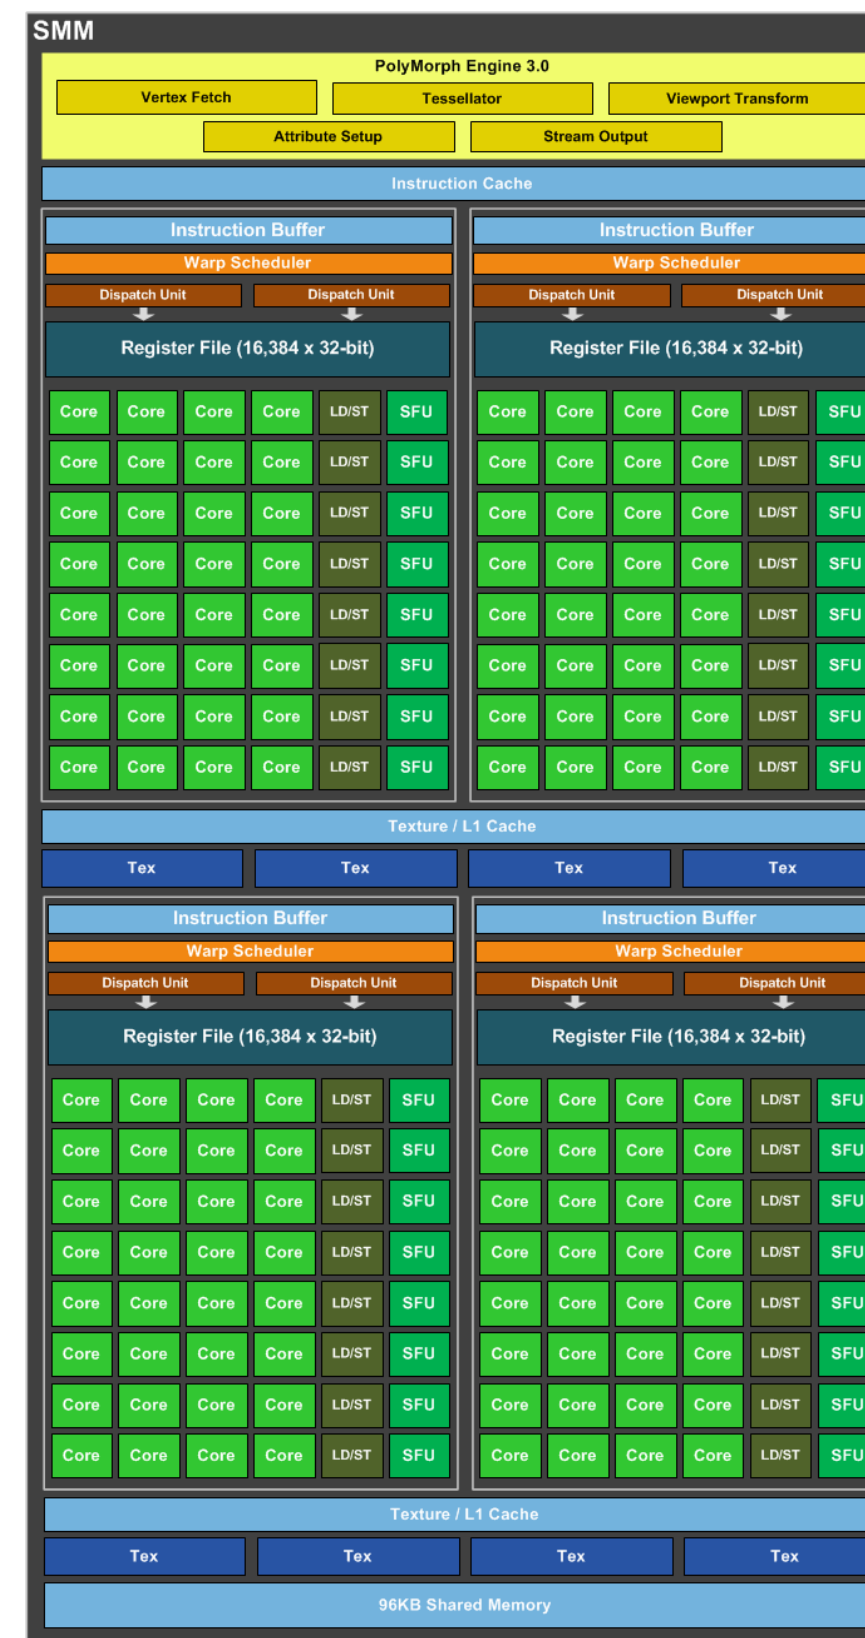 SMM
PolyMorph Engine 3.0
Vertex Fetch Tessellator Viewport Transform
Attribute Setup Stream Output
Instruction Cache
Instruction Buffer Instruction Buffer
Warp Scheduler Warp Scheduler
Dispatch Unit Dispatch Unit Dispatch Unit Dispatch Unit
Register File (16,384 x 32-bit) Register File (16,384 x 32-bit)
Core Core Core Core LD/ST SFU Core Core Core Core LD/ST SFU
Core Core Core Core LD/ST SFU Core Core Core Core LD/ST SFU
Core Core Core Core LD/ST SFU Core Core Core Core LD/ST SFU
Core Core Core Core LD/ST SFU Core Core Core Core LD/ST SFU
Core Core Core Core LD/ST SFU Core Core Core Core LD/ST SFU
Core Core Core Core LD/ST SFU Core Core Core Core LD/ST SFU
Core Core Core Core LD/ST SFU Core Core Core Core LD/ST SFU
Core Core Core Core LD/ST SFU Core Core Core Core LD/ST SFU
Texture / L1 Cache
Tex Tex Tex Tex
Instruction Buffer Instruction Buffer
Warp Scheduler Warp Scheduler
Dispatch Unit Dispatch Unit Dispatch Unit Dispatch Unit
Register File (16,384 x 32-bit) Register File (16,384 x 32-bit)
Core Core Core Core LD/ST SFU Core Core Core Core LD/ST SFU
Core Core Core Core LD/ST SFU Core Core Core Core LD/ST SFU
Core Core Core Core LD/ST SFU Core Core Core Core LD/ST SFU
Core Core Core Core LD/ST SFU Core Core Core Core LD/ST SFU
Core Core Core Core LD/ST SFU Core Core Core Core LD/ST SFU
Core Core Core Core LD/ST SFU Core Core Core Core LD/ST SFU
Core Core Core Core LD/ST SFU Core Core Core Core LD/ST SFU
Core Core Core Core LD/ST SFU Core Core Core Core LD/ST SFU
Texture / L1 Cache
Tex Tex Tex Tex
96KB Shared Memory